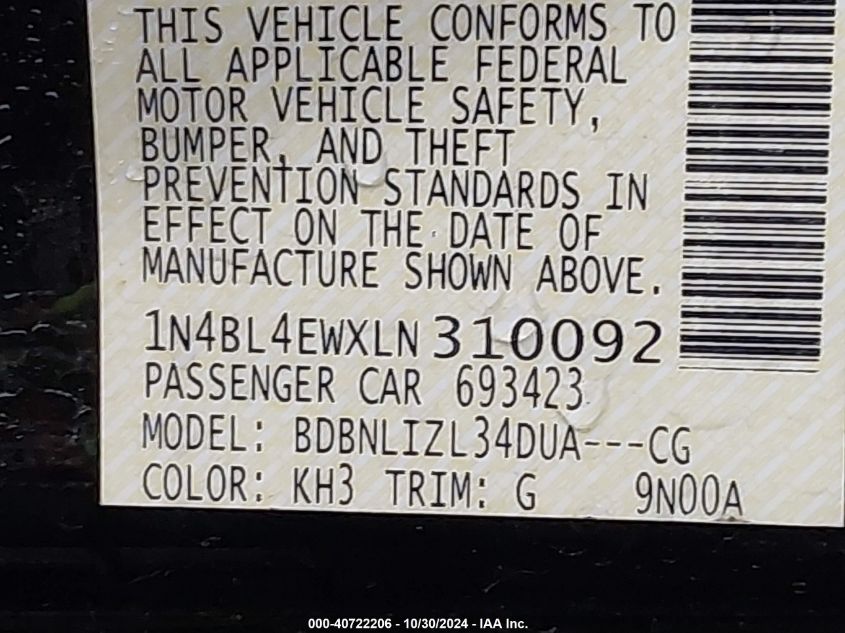 THIS VEHICLE CONFORMS TO
ALL APPLICABLE FEDERAL
MOTOR VEHICLE SAFETY,
BUMPER, AND THEFT
PREVENTION STANDARDS IN
EFFECT ON THE DATE OF
MANUFACTURE SHOWN ABOVE.
1N4BL4EWXLN310092
PASSENGER CAR 693423
MODEL: BDBNLIZL34DUA---CG
COLOR: KH3 TRIM: G 9N00A
000-40722206 - 10/30/2024 - IAA Inc.